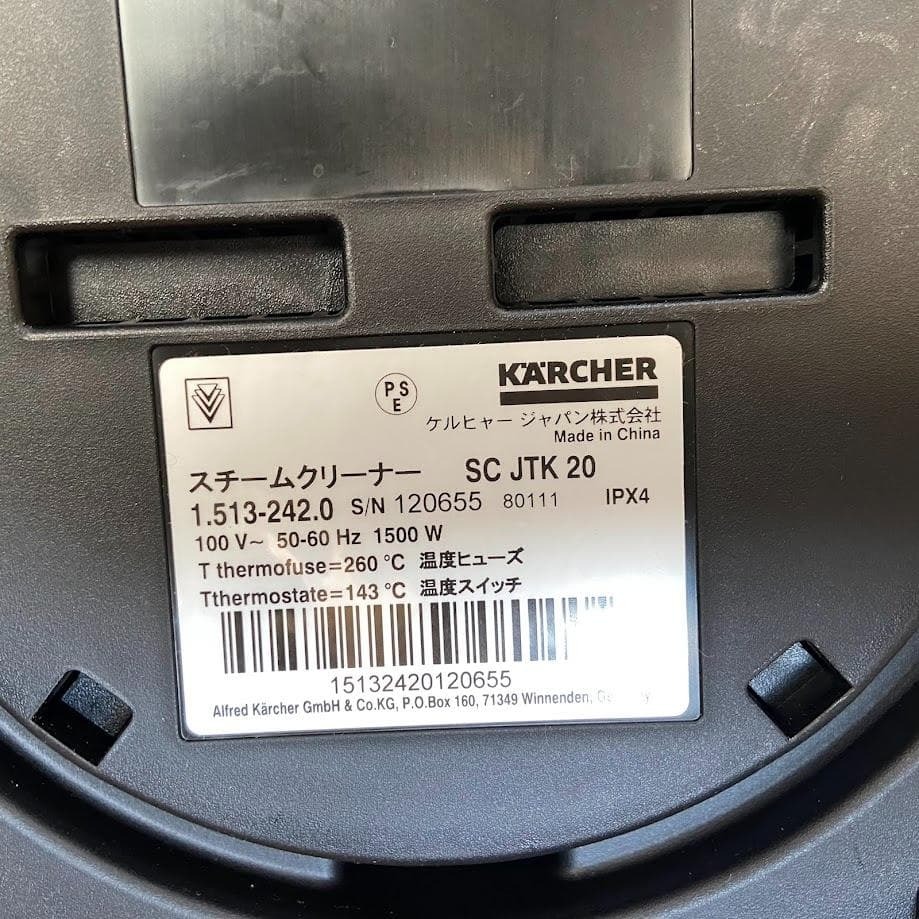 PSE
KÄRCHER
ケルヒャー ジャパン株式会社
Made in China
スチームクリーナー SC JTK 20
1.513-242.0 S/N 120655 80111 IPX4
100 V~ 50-60 Hz 1500 W
T thermofuse=260 °C 温度ヒューズ
Tthermostate=143 °C 温度スイッチ
15132420120655
Alfred Kärcher GmbH & Co.KG, P.O.Box 160, 71349 Winnenden, Germany